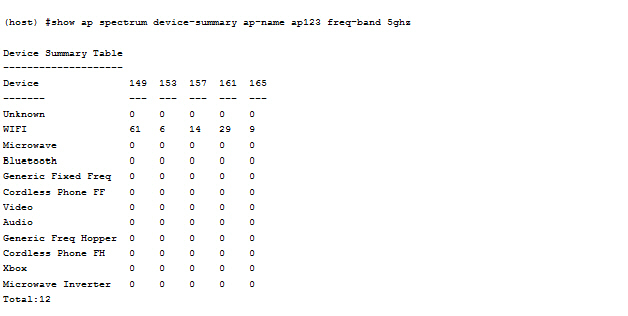 (host) #show ap spectrum device-summary ap-name ap123 freq-band 5ghz
Device Summary Table
--------------------
Device 149 153 157 161 165
------- --- --- --- --- ---
Unknown 0 0 0 0 0
WIFI 61 6 14 29 9
Microwave 0 0 0 0 0
Bluetooth 0 0 0 0 0
Generic Fixed Freq 0 0 0 0 0
Cordless Phone FF 0 0 0 0 0
Video 0 0 0 0 0
Audio 0 0 0 0 0
Generic Freq Hopper 0 0 0 0 0
Cordless Phone FH 0 0 0 0 0
Xbox 0 0 0 0 0
Microwave Inverter 0 0 0 0 0
Total:12